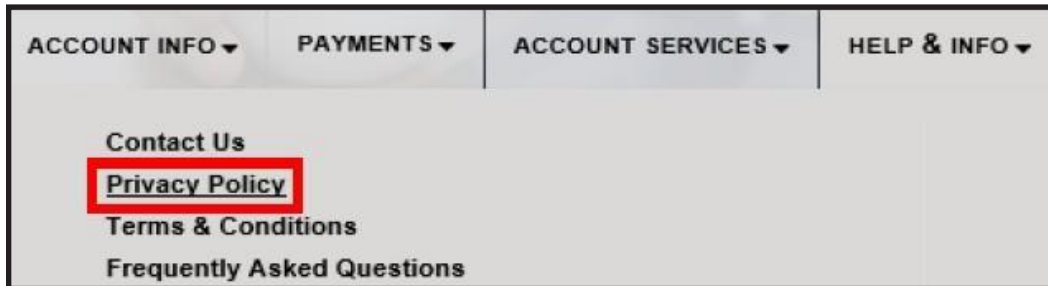 ACCOUNT INFO PAYMENTS ACCOUNT SERVICES HELP & INFO
Contact Us
Privacy Policy
Terms & Conditions
Frequently Asked Questions